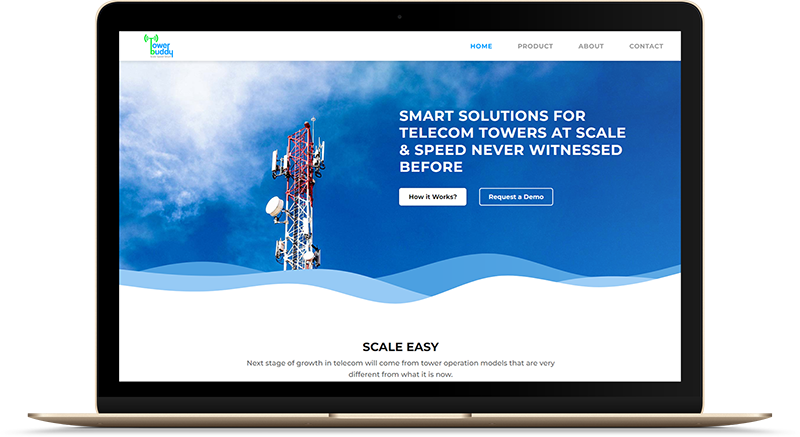 Tower
buddy
HOME PRODUCT ABOUT CONTACT
SMART SOLUTIONS FOR
TELECOM TOWERS AT SCALE
& SPEED NEVER WITNESSED
BEFORE
How it Works? Request a Demo
SCALE EASY
Next stage of growth in telecom will come from tower operation models that are very
different from what it is now.